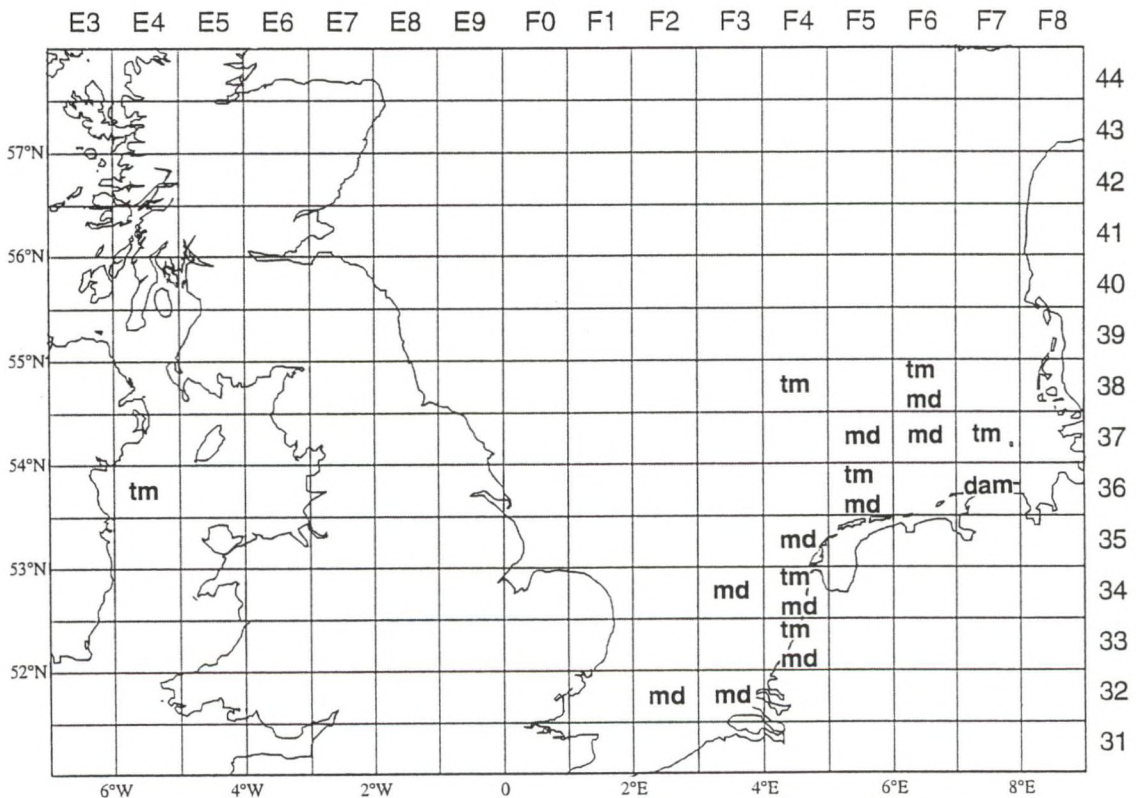 E3 E4 E5 E6 E7 E8 E9 F0 F1 F2 F3 F4 F5 F6 F7 F8
44
43
57°N
42
41
56°N
40
39
55°N
tm
tm
38
md
md md tm
37
54°N
tm
tm
dam
36
md
md
35
53°N
tm
md
34
md
tm
33
md
52°N
md md
32
31
6°W 4°W 2°W 0 2°E 4°E 6°E 8°E